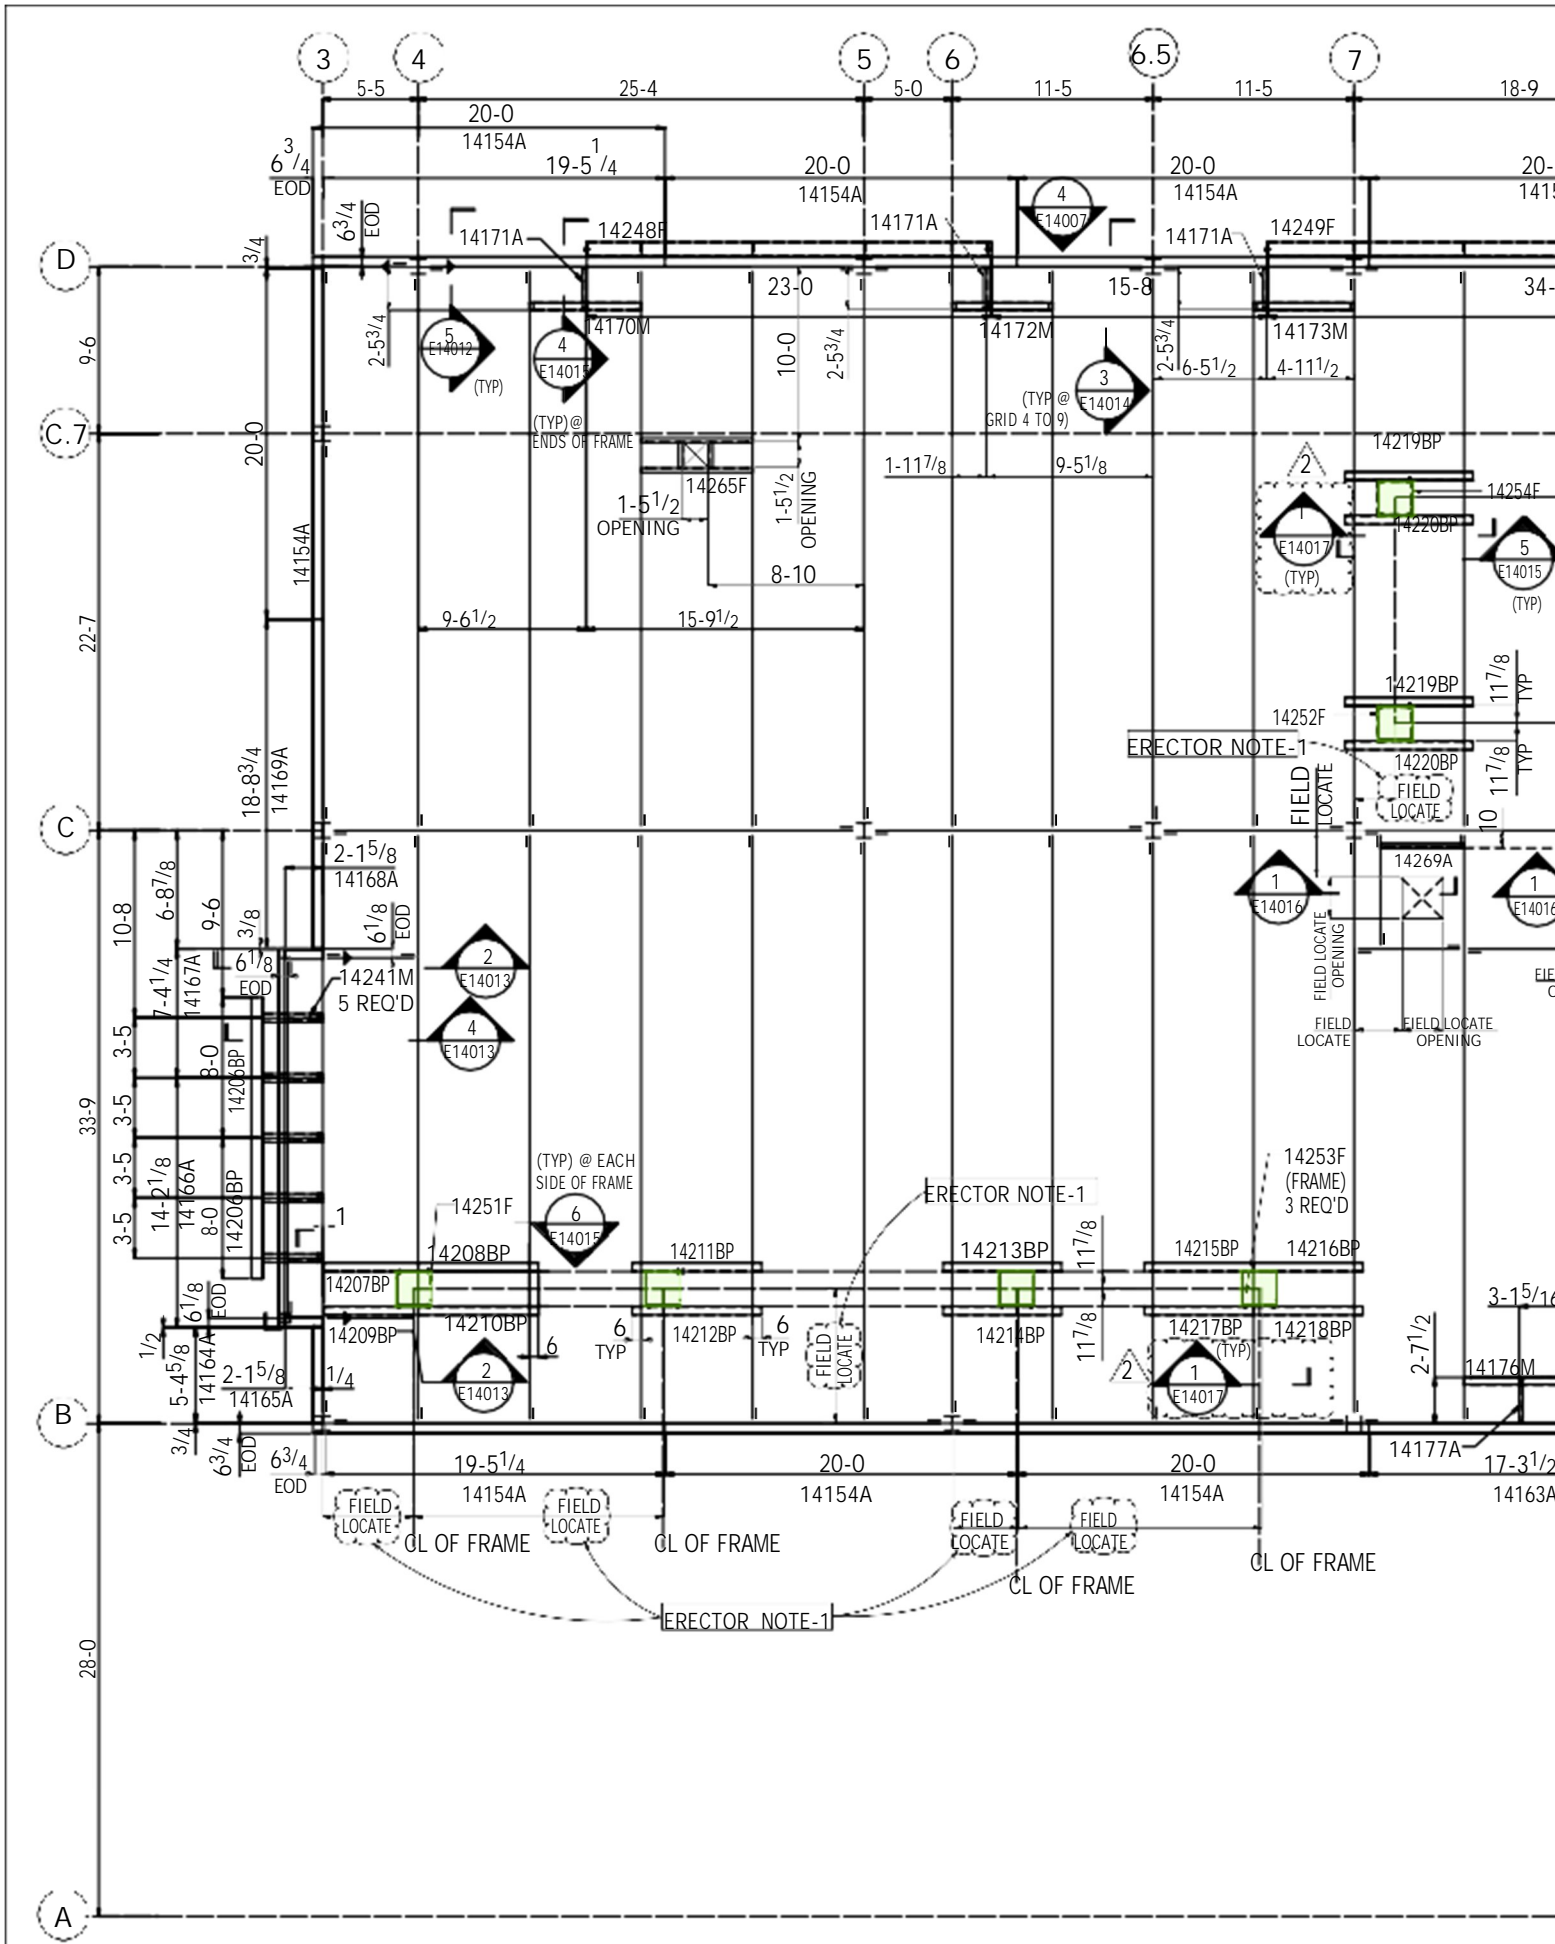 3
4
5
6
6.5
7
5-5
25-4
5-0
11-5
11-5
18-9
20-0
14154A
6 3/4
EOD
19-5 1/4
20-0
14154A
20-0
14154A
20-
4
E14007
6 3/4
EOD
14171A
14248F
14171A
14171A
14249F
D
3/4
23-0
15-8
34-
14170M
14172M
14173M
2-5 3/4
5
E14012
(TYP)
4
E14015
(TYP)@
ENDS OF FRAME
10-0
2-5 3/4
3
E14014
(TYP @
GRID 4 TO 9)
2-5 3/4
6-5 1/2
4-11 1/2
9-6
C.7
20-0
14154A
14265F
1-5 1/2
OPENING
1-5 1/2
OPENING
1-11 7/8
9-5 1/8
8-10
9-6 1/2
15-9 1/2
14219BP
2
14254F
14220BP
1
E14017
(TYP)
5
E14015
(TYP)
22-7
14219BP
11 7/8
TYP
14252F
ERECTOR NOTE-1
14220BP
11 7/8
TYP
FIELD
LOCATE
FIELD
LOCATE
18-8 3/4
14169A
C
10
14269A
1
E14016
1
E14016
FIELD LOCATE
OPENING
FIELD
LOCATE
FIELD LOCATE
OPENING
10-8
6-8 7/8
9-6
3/8
2-1 5/8
14168A
6 1/8
EOD
6 1/8
EOD
14241M
5 REQ'D
2
E14013
4
E14013
7-4 1/4
14167A
3-5
3-5
3-5
3-5
8-0
14206BP
8-0
14206BP
14-2 1/8
14166A
33-9
(TYP) @ EACH
SIDE OF FRAME
6
E14015
14251F
ERECTOR NOTE-1
14253F
(FRAME)
3 REQ'D
1
14207BP
14208BP
14211BP
14213BP
11 7/8
14215BP
14216BP
14209BP
14210BP
6
TYP
14212BP
6
TYP
14214BP
11 7/8
14217BP
14218BP
(TYP)
6
FIELD
LOCATE
2
1
E14017
2
E14013
6 1/8
EOD
1/2
5-4 5/8
14164A
2-1 5/8
14165A
1/4
3-1 5/16
2-7 1/2
14176M
14177A
B
3/4
6 3/4
EOD
6 3/4
EOD
19-5 1/4
14154A
20-0
14154A
20-0
14154A
17-3 1/2
14163A
FIELD
LOCATE
FIELD
LOCATE
FIELD
LOCATE
FIELD
LOCATE
CL OF FRAME
CL OF FRAME
CL OF FRAME
CL OF FRAME
ERECTOR NOTE-1
28-0
A